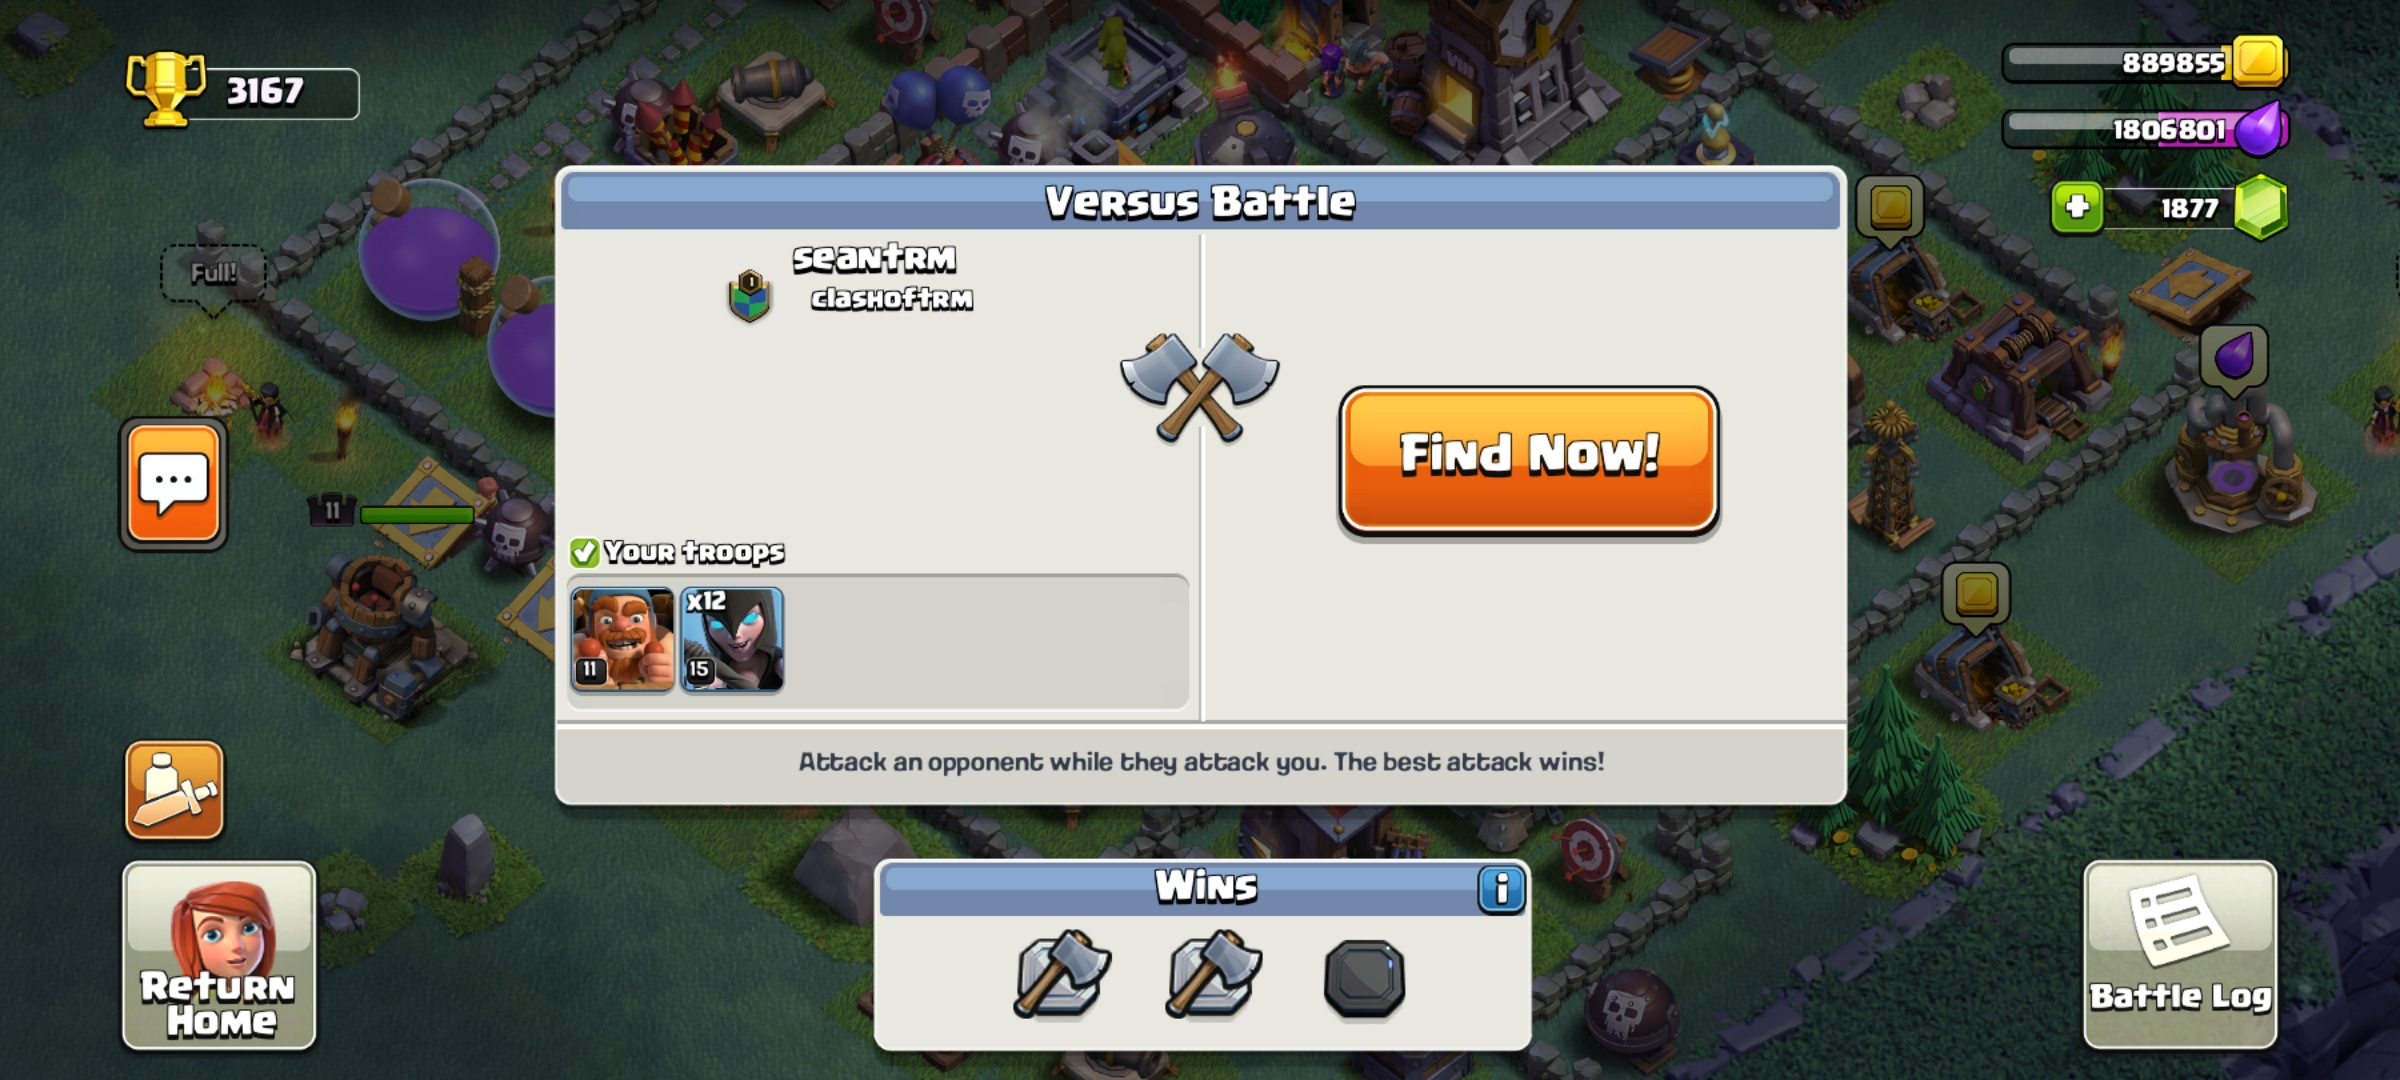 3167
889855
1806801
1877
Full!
Versus Battle
seantrm
clashoftrm
1
Find Now!
11
Your troops
x12
11
15
Attack an opponent while they attack you. The best attack wins!
Wins
i
Return
Home
Battle Log